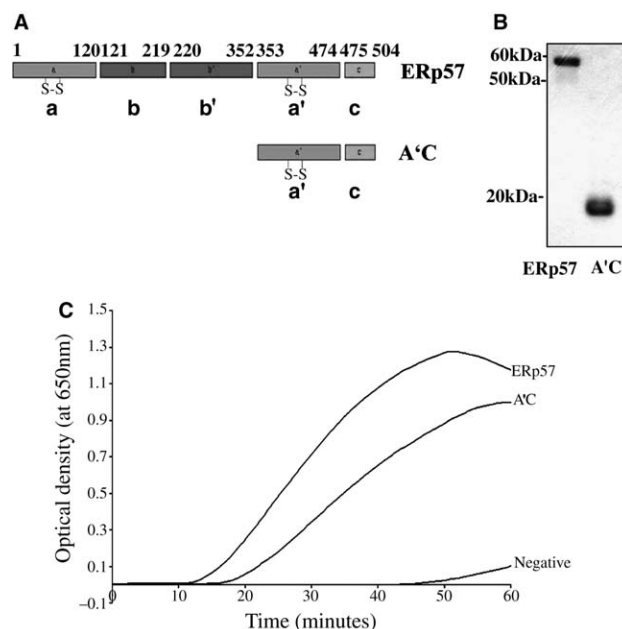 A
1 120 121 219 220 352 353 474 475 504
a b b' a' c ERp57
S-S S-S
a b b' a' c
a' c A'C
S-S
a' c
B
60kDa-
50kDa-
20kDa-
ERp57 A'C
C
1.5
1.3
1.1
0.9
0.7
0.5
0.3
0.1
−0.1
0 10 20 30 40 50 60
Optical density (at 650nm)
Time (minutes)
ERp57
A'C
Negative